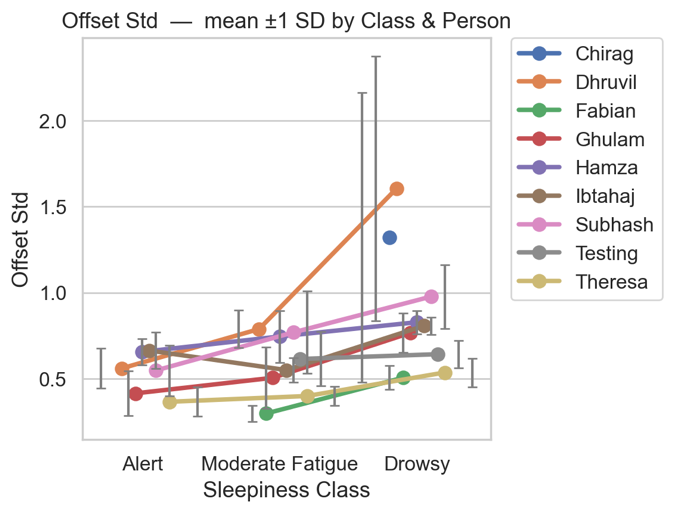 Offset Std — mean ±1 SD by Class & Person
Offset Std
2.0
1.5
1.0
0.5
Alert
Moderate Fatigue
Drowsy
Sleepiness Class
Chirag
Dhruvil
Fabian
Ghulam
Hamza
Ibtahaj
Subhash
Testing
Theresa